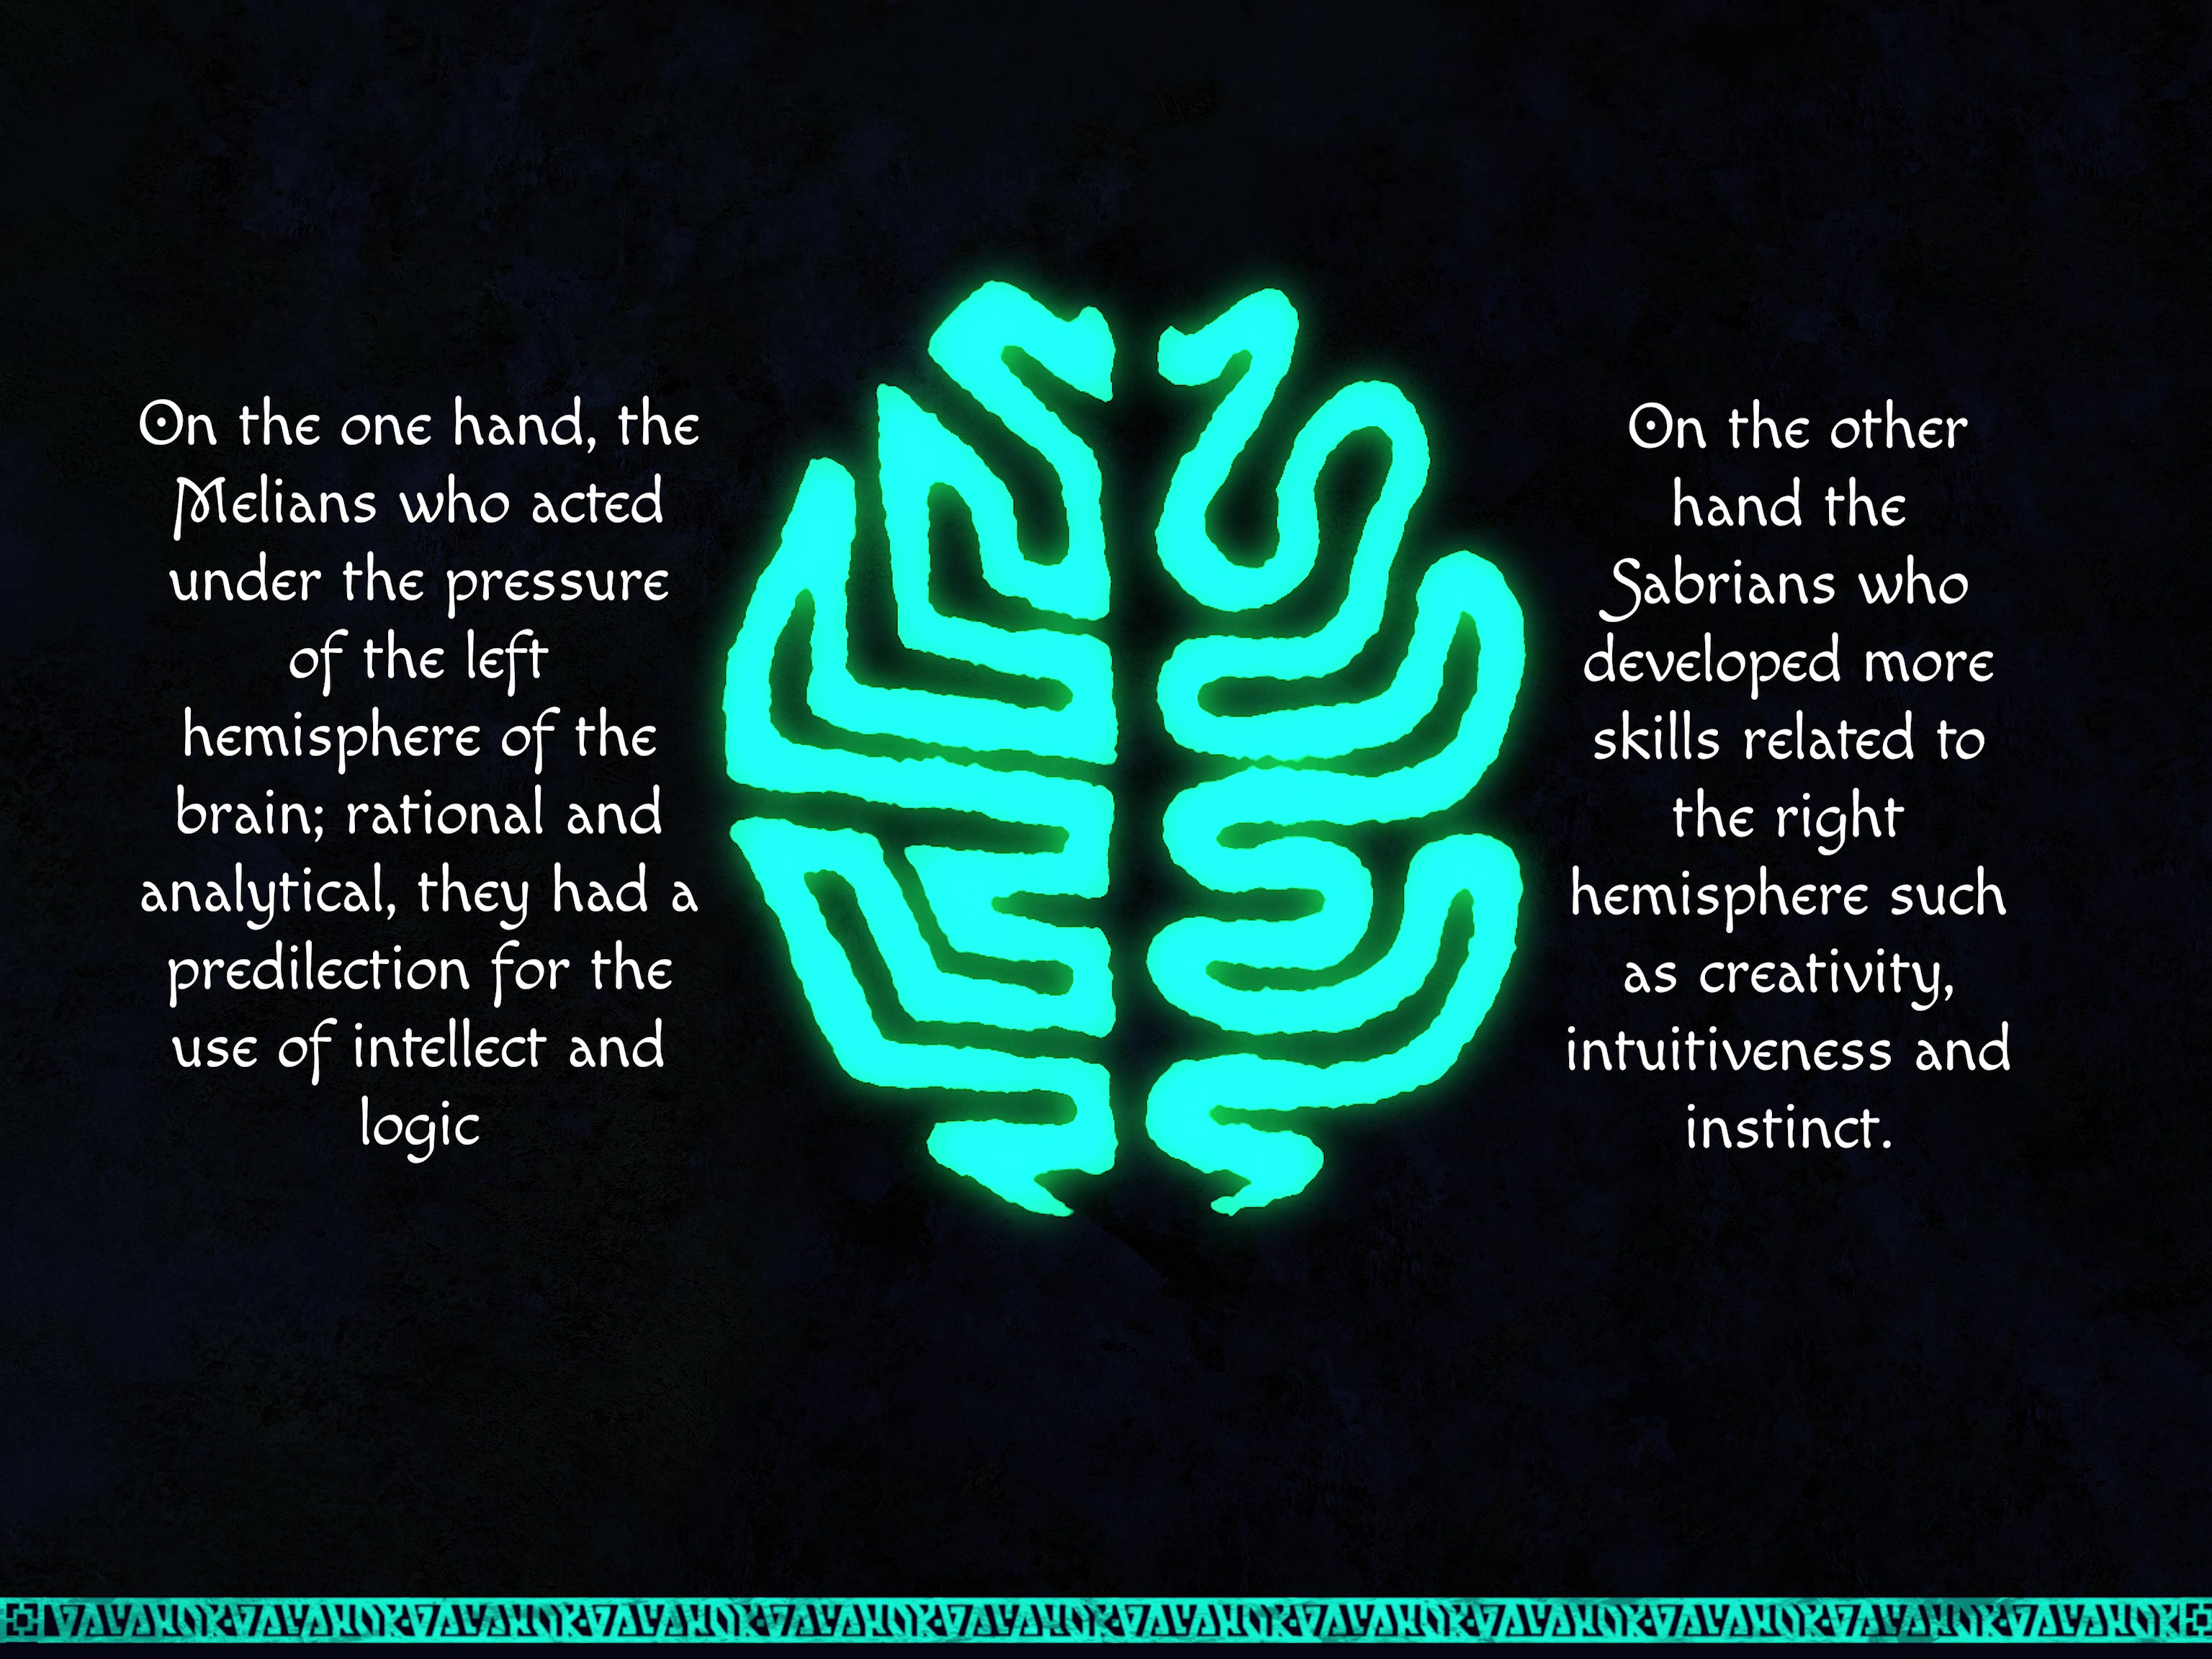 On the one hand, the
Melians who acted
under the pressure
of the left
hemisphere of the
brain; rational and
analytical, they had a
predilection for the
use of intellect and
logic
On the other
hand the
Sabrians who
developed more
skills related to
the right
hemisphere such
as creativity,
intuitiveness and
instinct.